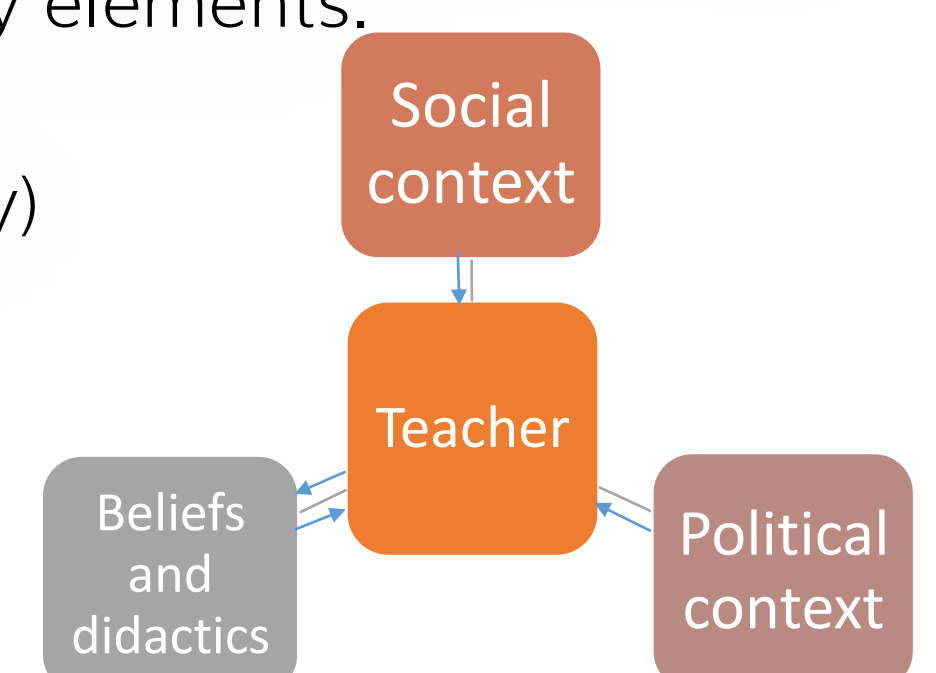 elements.
Social
context
Teacher
Beliefs
and
didactics
Political
context